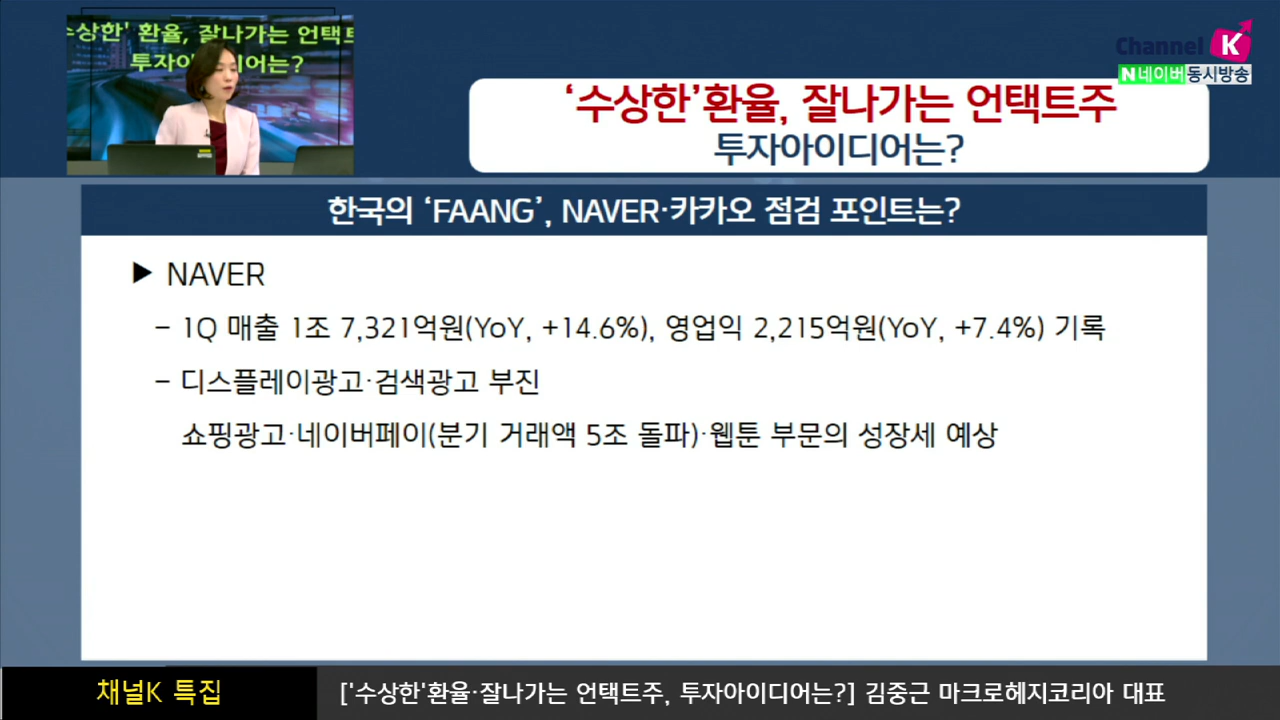 수상한' 환율, 잘나가는 언택트
투자아이디어는?
Channel K
N 네이버 동시방송
‘수상한’환율, 잘나가는 언택트주
투자아이디어는?
한국의 ‘FAANG’, NAVER·카카오 점검 포인트는?
▶ NAVER
- 1Q 매출 1조 7,321억원(YoY, +14.6%), 영업익 2,215억원(YoY, +7.4%) 기록
- 디스플레이광고·검색광고 부진
쇼핑광고·네이버페이(분기 거래액 5조 돌파)·웹툰 부문의 성장세 예상
채널K 특집
['수상한'환율·잘나가는 언택트주, 투자아이디어는?] 김중근 마크로헤지코리아 대표